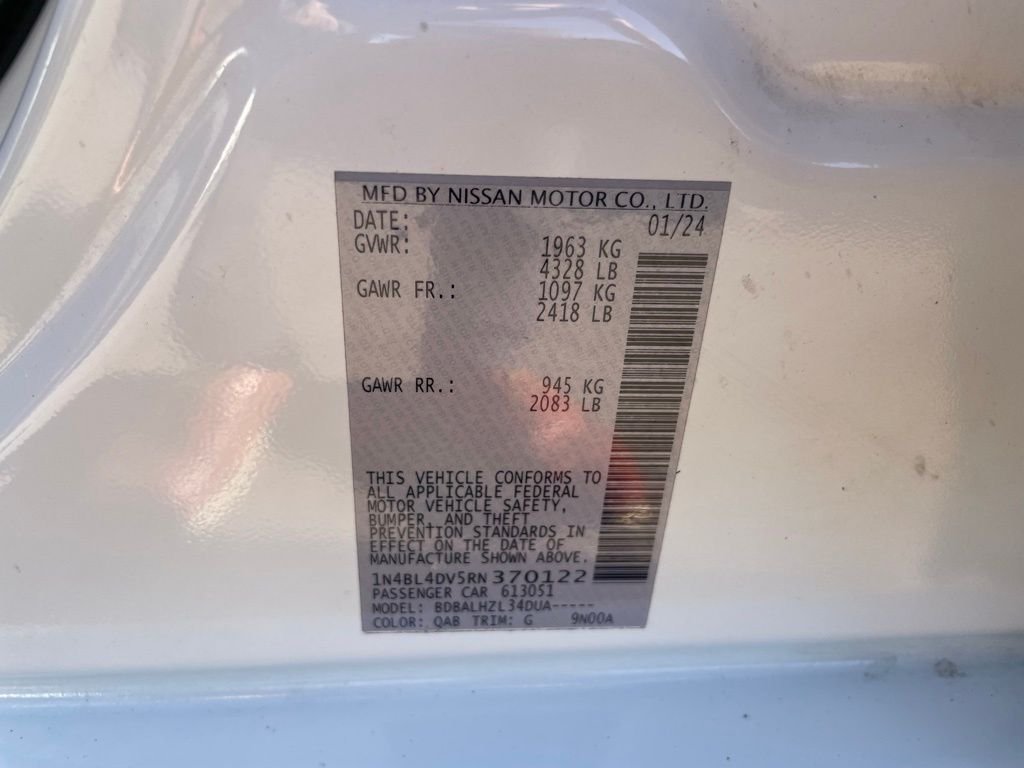 MFD BY NISSAN MOTOR CO., LTD.
DATE: 01/24
GVWR: 1963 KG
4328 LB
GAWR FR.: 1097 KG
2418 LB
GAWR RR.: 945 KG
2083 LB
THIS VEHICLE CONFORMS TO
ALL APPLICABLE FEDERAL
MOTOR VEHICLE SAFETY,
BUMPER, AND THEFT
PREVENTION STANDARDS IN
EFFECT ON THE DATE OF
MANUFACTURE SHOWN ABOVE.
1N4BL4DV5RN370122
PASSENGER CAR 613051
MODEL: BDBALHZL34DUA-----
COLOR: QAB TRIM: G 9N00A